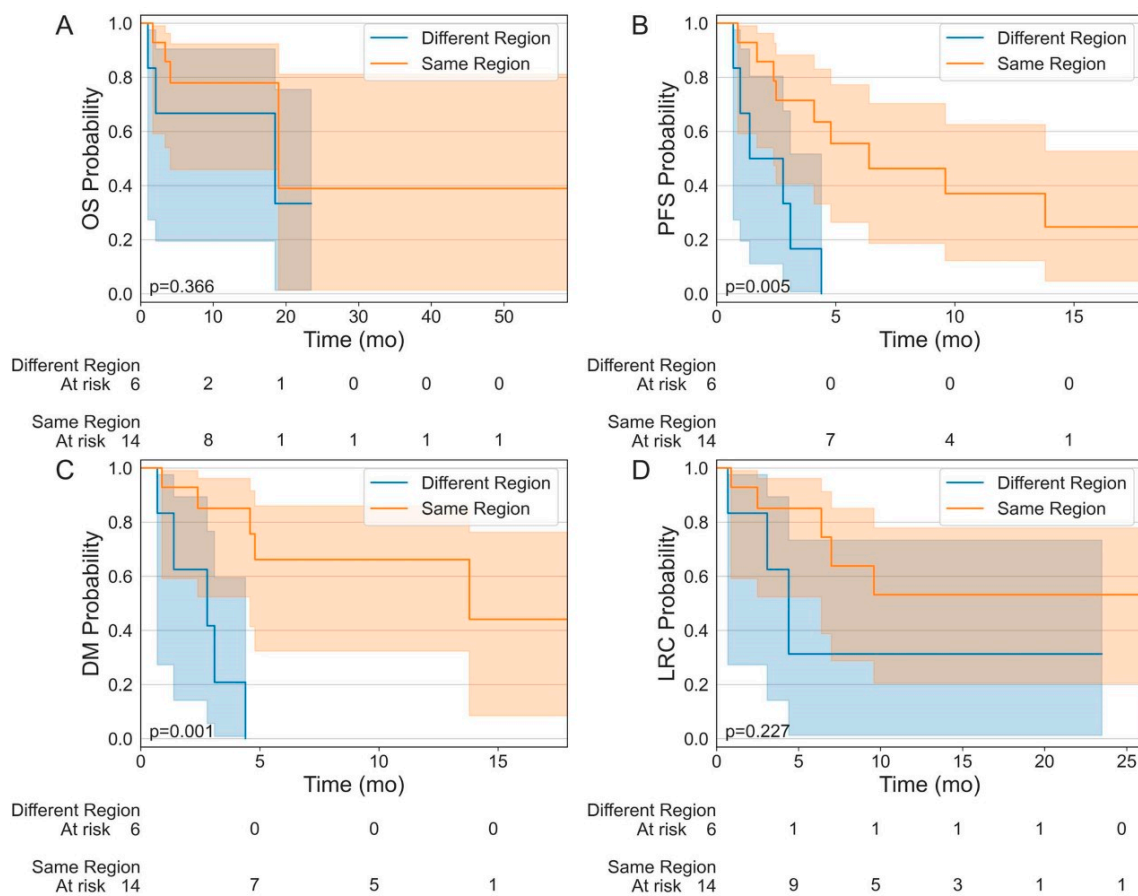 A
Different Region
Same Region
1.0
0.8
0.6
0.4
0.2
0.0
OS Probability
p=0.366
0 10 20 30 40 50
Time (mo)
Different Region
At risk 6 2 1 0 0 0
Same Region
At risk 14 8 1 1 1 1
B
Different Region
Same Region
1.0
0.8
0.6
0.4
0.2
0.0
PFS Probability
p=0.005
0 5 10 15
Time (mo)
Different Region
At risk 6 0 0 0
Same Region
At risk 14 7 4 1
C
Different Region
Same Region
1.0
0.8
0.6
0.4
0.2
0.0
DM Probability
p=0.001
0 5 10 15
Time (mo)
Different Region
At risk 6 0 0 0
Same Region
At risk 14 7 5 1
D
Different Region
Same Region
1.0
0.8
0.6
0.4
0.2
0.0
LRC Probability
p=0.227
0 5 10 15 20 25
Time (mo)
Different Region
At risk 6 1 1 1 1 0
Same Region
At risk 14 9 5 3 1 1